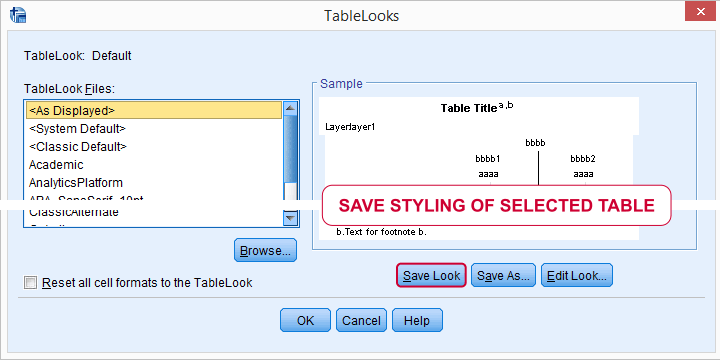 TableLooks
TableLook: Default
TableLook Files:
<As Displayed>
<System Default>
<Classic Default>
Academic
AnalyticsPlatform
ClassicAlternate
Sample
Table Title a,b
Layerlayer1
bbbb
bbbb1 bbbb2
aaaa aaaa
SAVE STYLING OF SELECTED TABLE
b.Text for footnote b.
Browse...
Save Look Save As... Edit Look...
Reset all cell formats to the TableLook
OK Cancel Help